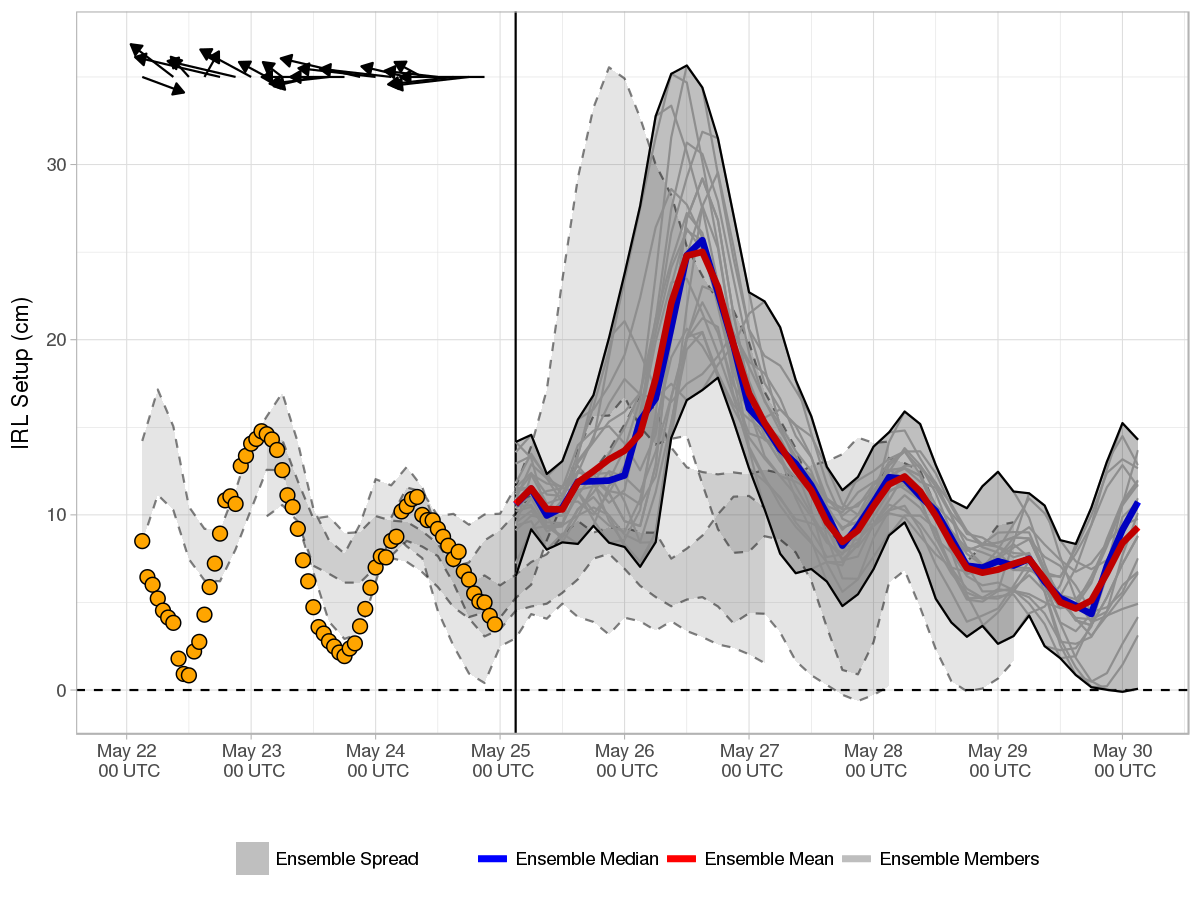 IRL Setup (cm)
30
20
10
0
May 22 May 23 May 24 May 25 May 26 May 27 May 28 May 29 May 30
00 UTC 00 UTC 00 UTC 00 UTC 00 UTC 00 UTC 00 UTC 00 UTC 00 UTC
Ensemble Spread Ensemble Median Ensemble Mean Ensemble Members